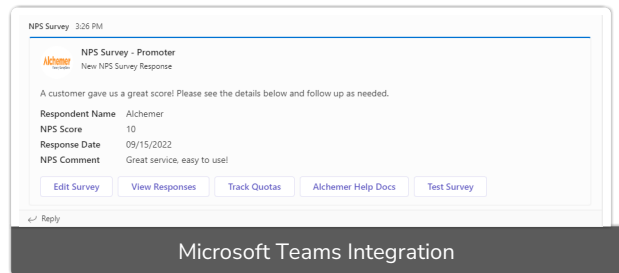 NPS Survey 3:26 PM
Alchemer
NPS Survey - Promoter
New NPS Survey Response
A customer gave us a great score! Please see the details below and follow up as needed.
Respondent Name Alchemer
NPS Score 10
Response Date 09/15/2022
NPS Comment Great service, easy to use!
Edit Survey View Responses Track Quotas Alchemer Help Docs Test Survey
Reply
Microsoft Teams Integration